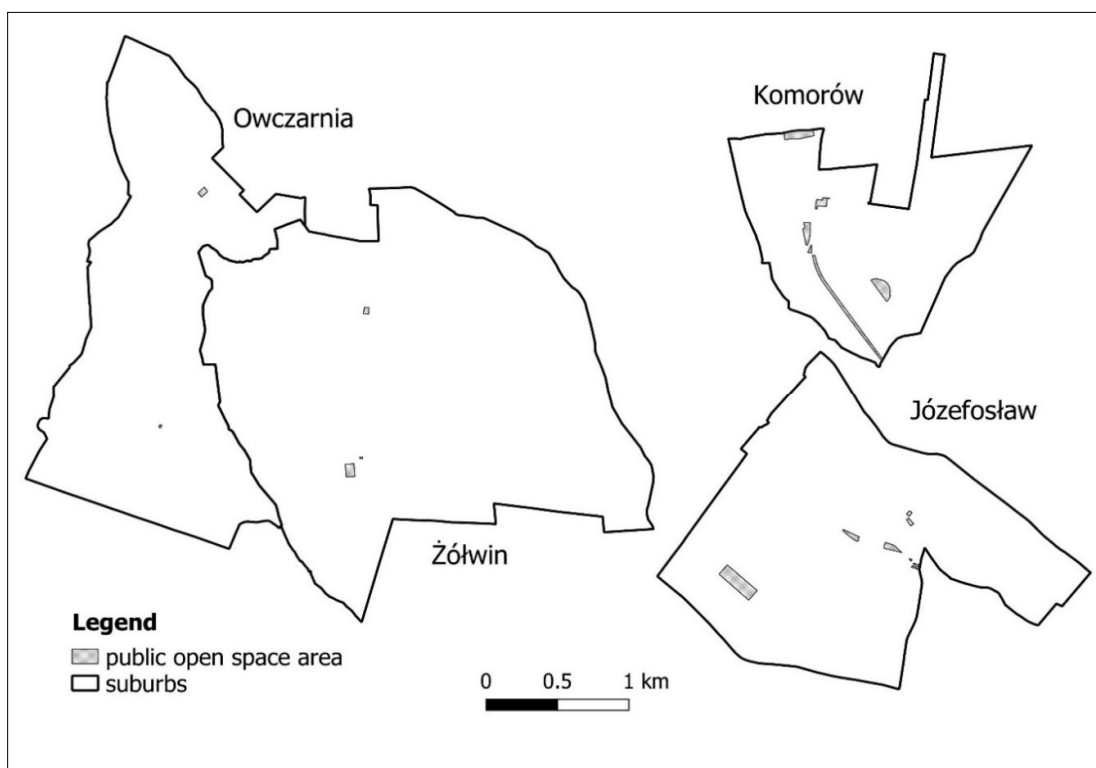 Owczarnia
Komorów
Józefosław
Żółwin
Legend
public open space area
suburbs
0 0.5 1 km